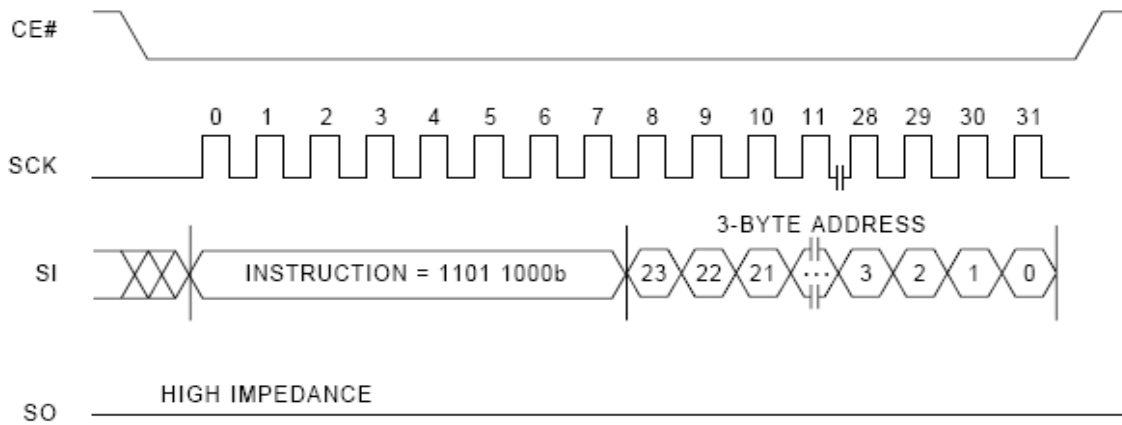 CE#
0 1 2 3 4 5 6 7 8 9 10 11 28 29 30 31
SCK
3-BYTE ADDRESS
SI INSTRUCTION = 1101 1000b 23 22 21 ... 3 2 1 0
HIGH IMPEDANCE
SO